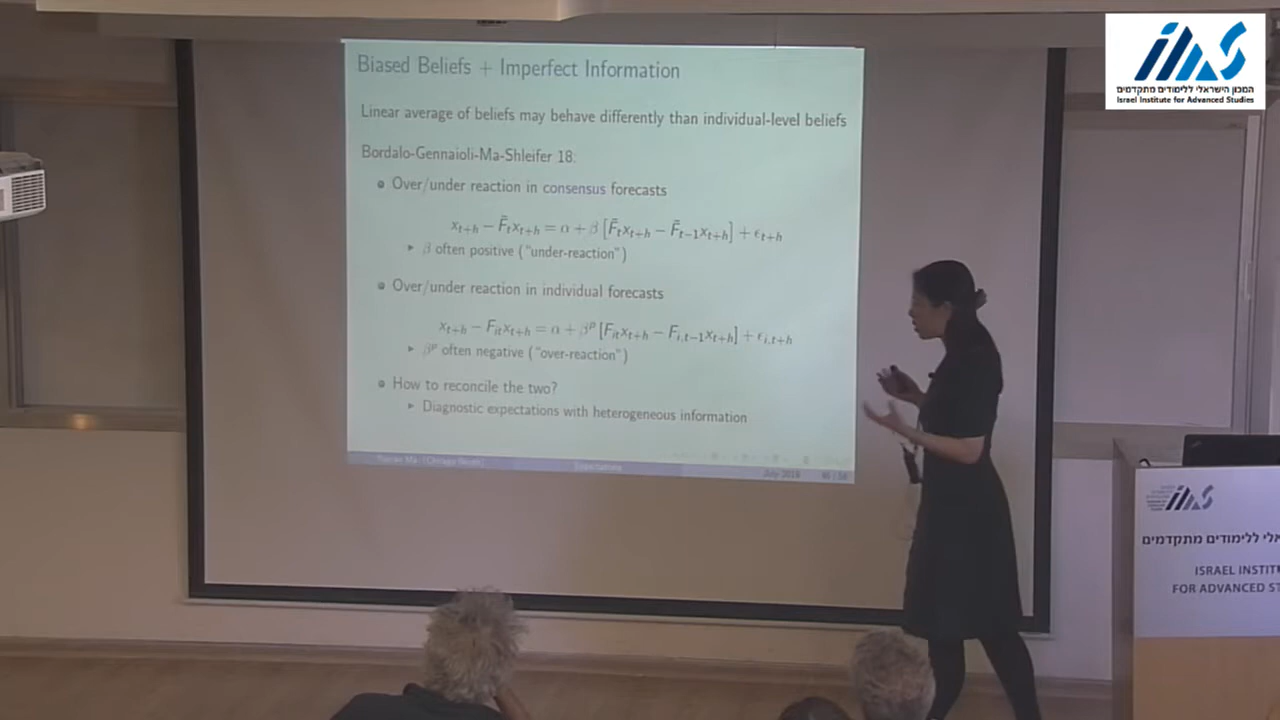 Biased Beliefs + Imperfect Information
Linear average of beliefs may behave differently than individual-level beliefs
Bordalo-Gennaioli-Ma-Shleifer 18:
Over/under reaction in consensus forecasts
x_{t+h} − F̄_t x_{t+h} = α + β [F̄_t x_{t+h} − F̄_{t−1} x_{t+h}] + ε_{t+h}
β often positive ("under-reaction")
Over/under reaction in individual forecasts
x_{t+h} − F_{it} x_{t+h} = α + β^p [F_{it} x_{t+h} − F_{i,t−1} x_{t+h}] + ε_{i,t+h}
β^p often negative ("over-reaction")
How to reconcile the two?
Diagnostic expectations with heterogeneous information
Expectations
July 2019
iias
המכון הישראלי ללימודים מתקדמים
Israel Institute for Advanced Studies
iias
ללימודים מתקדמים
ISRAEL
FOR ADVANCED